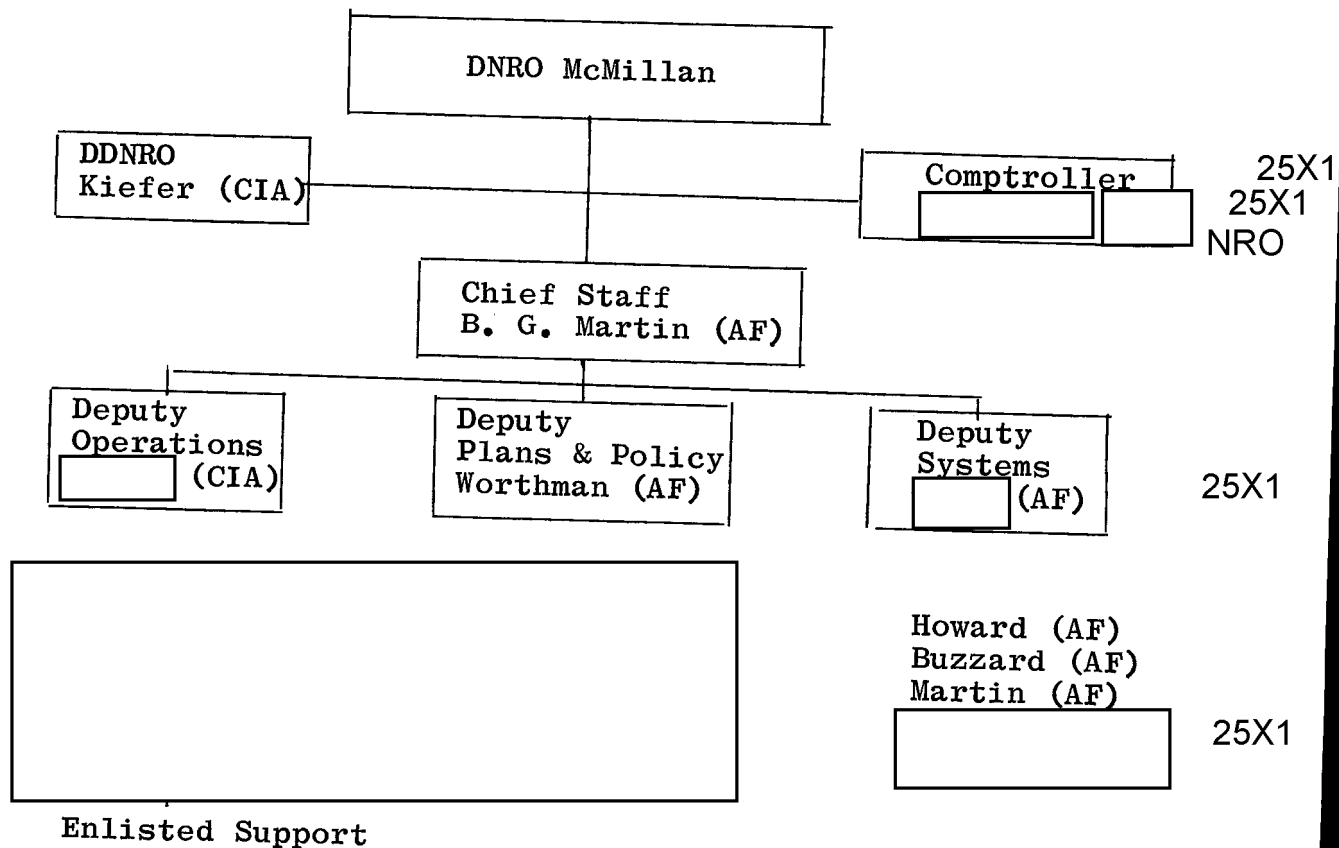 DNRO McMillan
DDNRO
Kiefer (CIA)
Comptroller
25X1
25X1
NRO
Chief Staff
B. G. Martin (AF)
Deputy
Operations
(CIA)
Deputy
Plans & Policy
Worthman (AF)
Deputy
Systems
(AF)
25X1
Howard (AF)
Buzzard (AF)
Martin (AF)
25X1
Enlisted Support